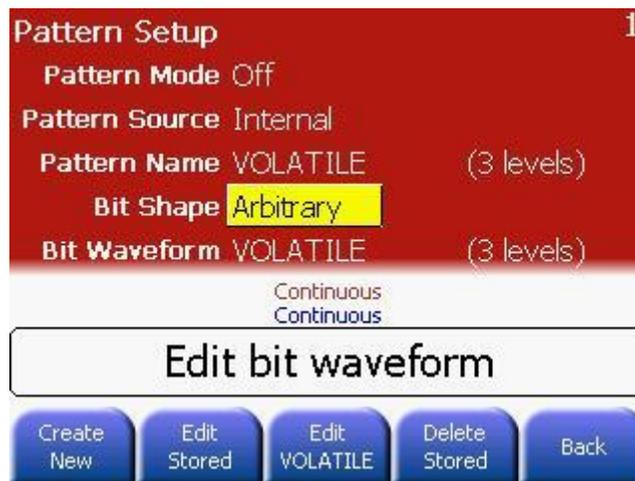 Pattern Setup 1
Pattern Mode Off
Pattern Source Internal
Pattern Name VOLATILE (3 levels)
Bit Shape Arbitrary
Bit Waveform VOLATILE (3 levels)
Continuous
Continuous
Edit bit waveform
Create New
Edit Stored
Edit VOLATILE
Delete Stored
Back